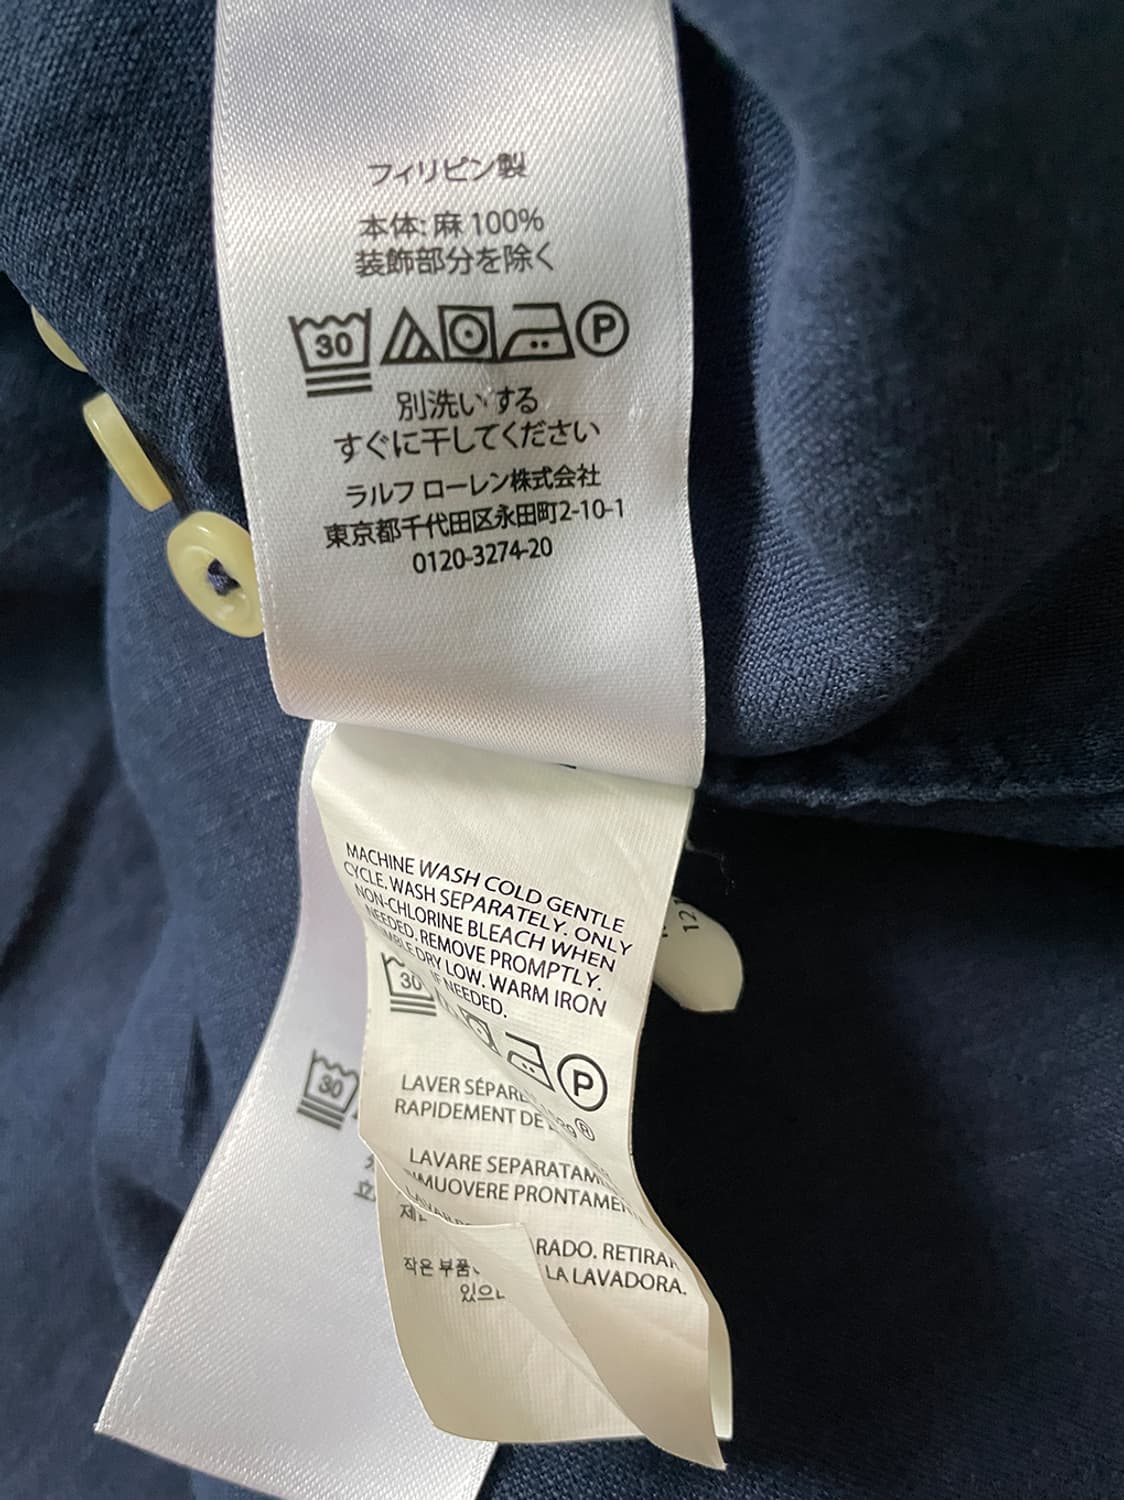 フィリピン製
本体: 麻 100%
装飾部分を除く
30
P
別洗いする
すぐに干してください
ラルフ ローレン株式会社
東京都千代田区永田町2-10-1
0120-3274-20
MACHINE WASH COLD GENTLE
CYCLE. WASH SEPARATELY. ONLY
NON-CHLORINE BLEACH WHEN
NEEDED. REMOVE PROMPTLY.
DRY LOW. WARM IRON
IF NEEDED.
30
P
LAVER
RAPIDEMENT DE
30
LAVARE
PRONTAMEN
RADO. RETIRAR
LA LAVADORA.
작은 부품
12